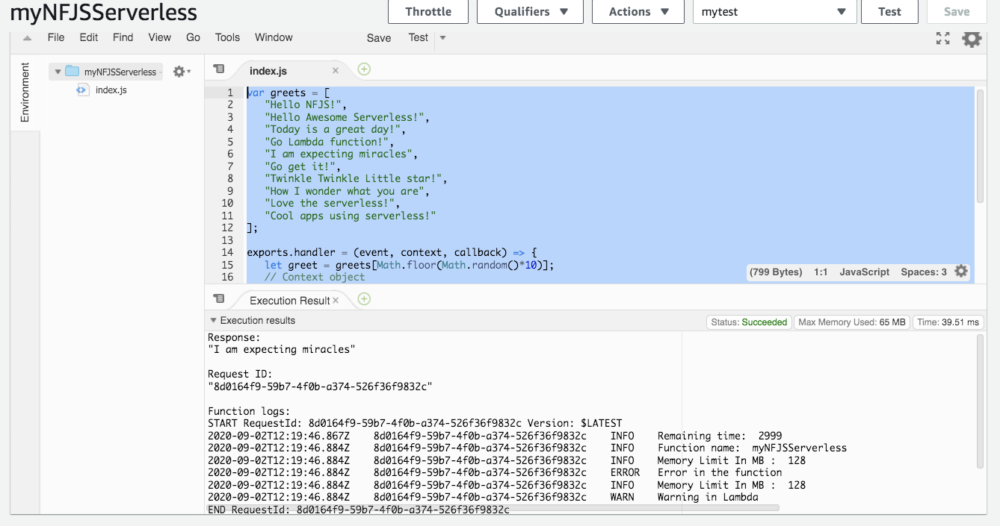 myNFJSServerless
Throttle
Qualifiers
Actions
mytest
Test
Save
File Edit Find View Go Tools Window Save Test
Environment
myNFJSServerless -
index.js
index.js
1 var greets = [
2 "Hello NFJS!",
3 "Hello Awesome Serverless!",
4 "Today is a great day!",
5 "Go Lambda function!",
6 "I am expecting miracles",
7 "Go get it!",
8 "Twinkle Twinkle Little star!",
9 "How I wonder what you are",
10 "Love the serverless!",
11 "Cool apps using serverless!"
12 ];
13
14 exports.handler = (event, context, callback) => {
15 let greet = greets[Math.floor(Math.random()*10)];
16 // Context object
(799 Bytes) 1:1 JavaScript Spaces: 3
Execution Result
Execution results
Status: Succeeded
Max Memory Used: 65 MB
Time: 39.51 ms
Response:
"I am expecting miracles"
Request ID:
"8d0164f9-59b7-4f0b-a374-526f36f9832c"
Function logs:
START RequestId: 8d0164f9-59b7-4f0b-a374-526f36f9832c Version: $LATEST
2020-09-02T12:19:46.867Z 8d0164f9-59b7-4f0b-a374-526f36f9832c INFO Remaining time: 2999
2020-09-02T12:19:46.884Z 8d0164f9-59b7-4f0b-a374-526f36f9832c INFO Function name: myNFJSServerless
2020-09-02T12:19:46.884Z 8d0164f9-59b7-4f0b-a374-526f36f9832c INFO Memory Limit In MB : 128
2020-09-02T12:19:46.884Z 8d0164f9-59b7-4f0b-a374-526f36f9832c ERROR Error in the function
2020-09-02T12:19:46.884Z 8d0164f9-59b7-4f0b-a374-526f36f9832c INFO Memory Limit In MB : 128
2020-09-02T12:19:46.884Z 8d0164f9-59b7-4f0b-a374-526f36f9832c WARN Warning in Lambda
END RequestId: 8d0164f9-59b7-4f0b-a374-526f36f9832c